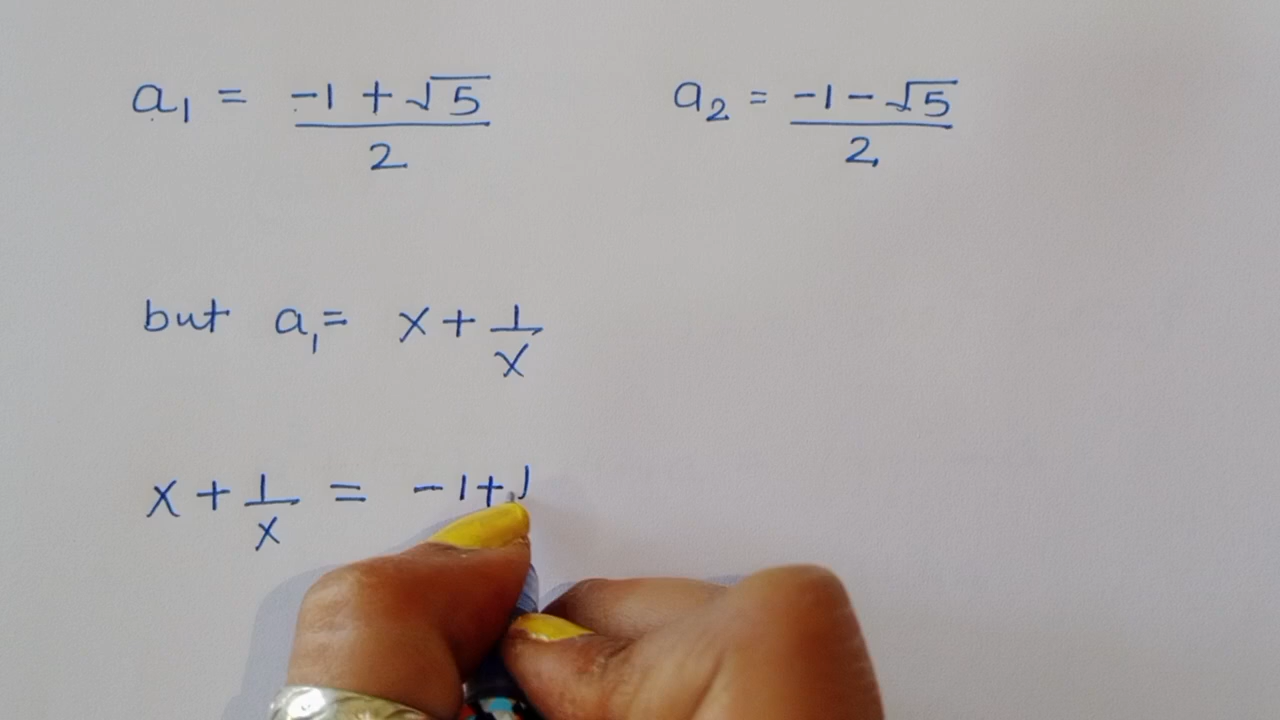 a₁ = (-1 + √5)/2    a₂ = (-1 - √5)/2
but a₁ = x + 1/x
x + 1/x = -1 +